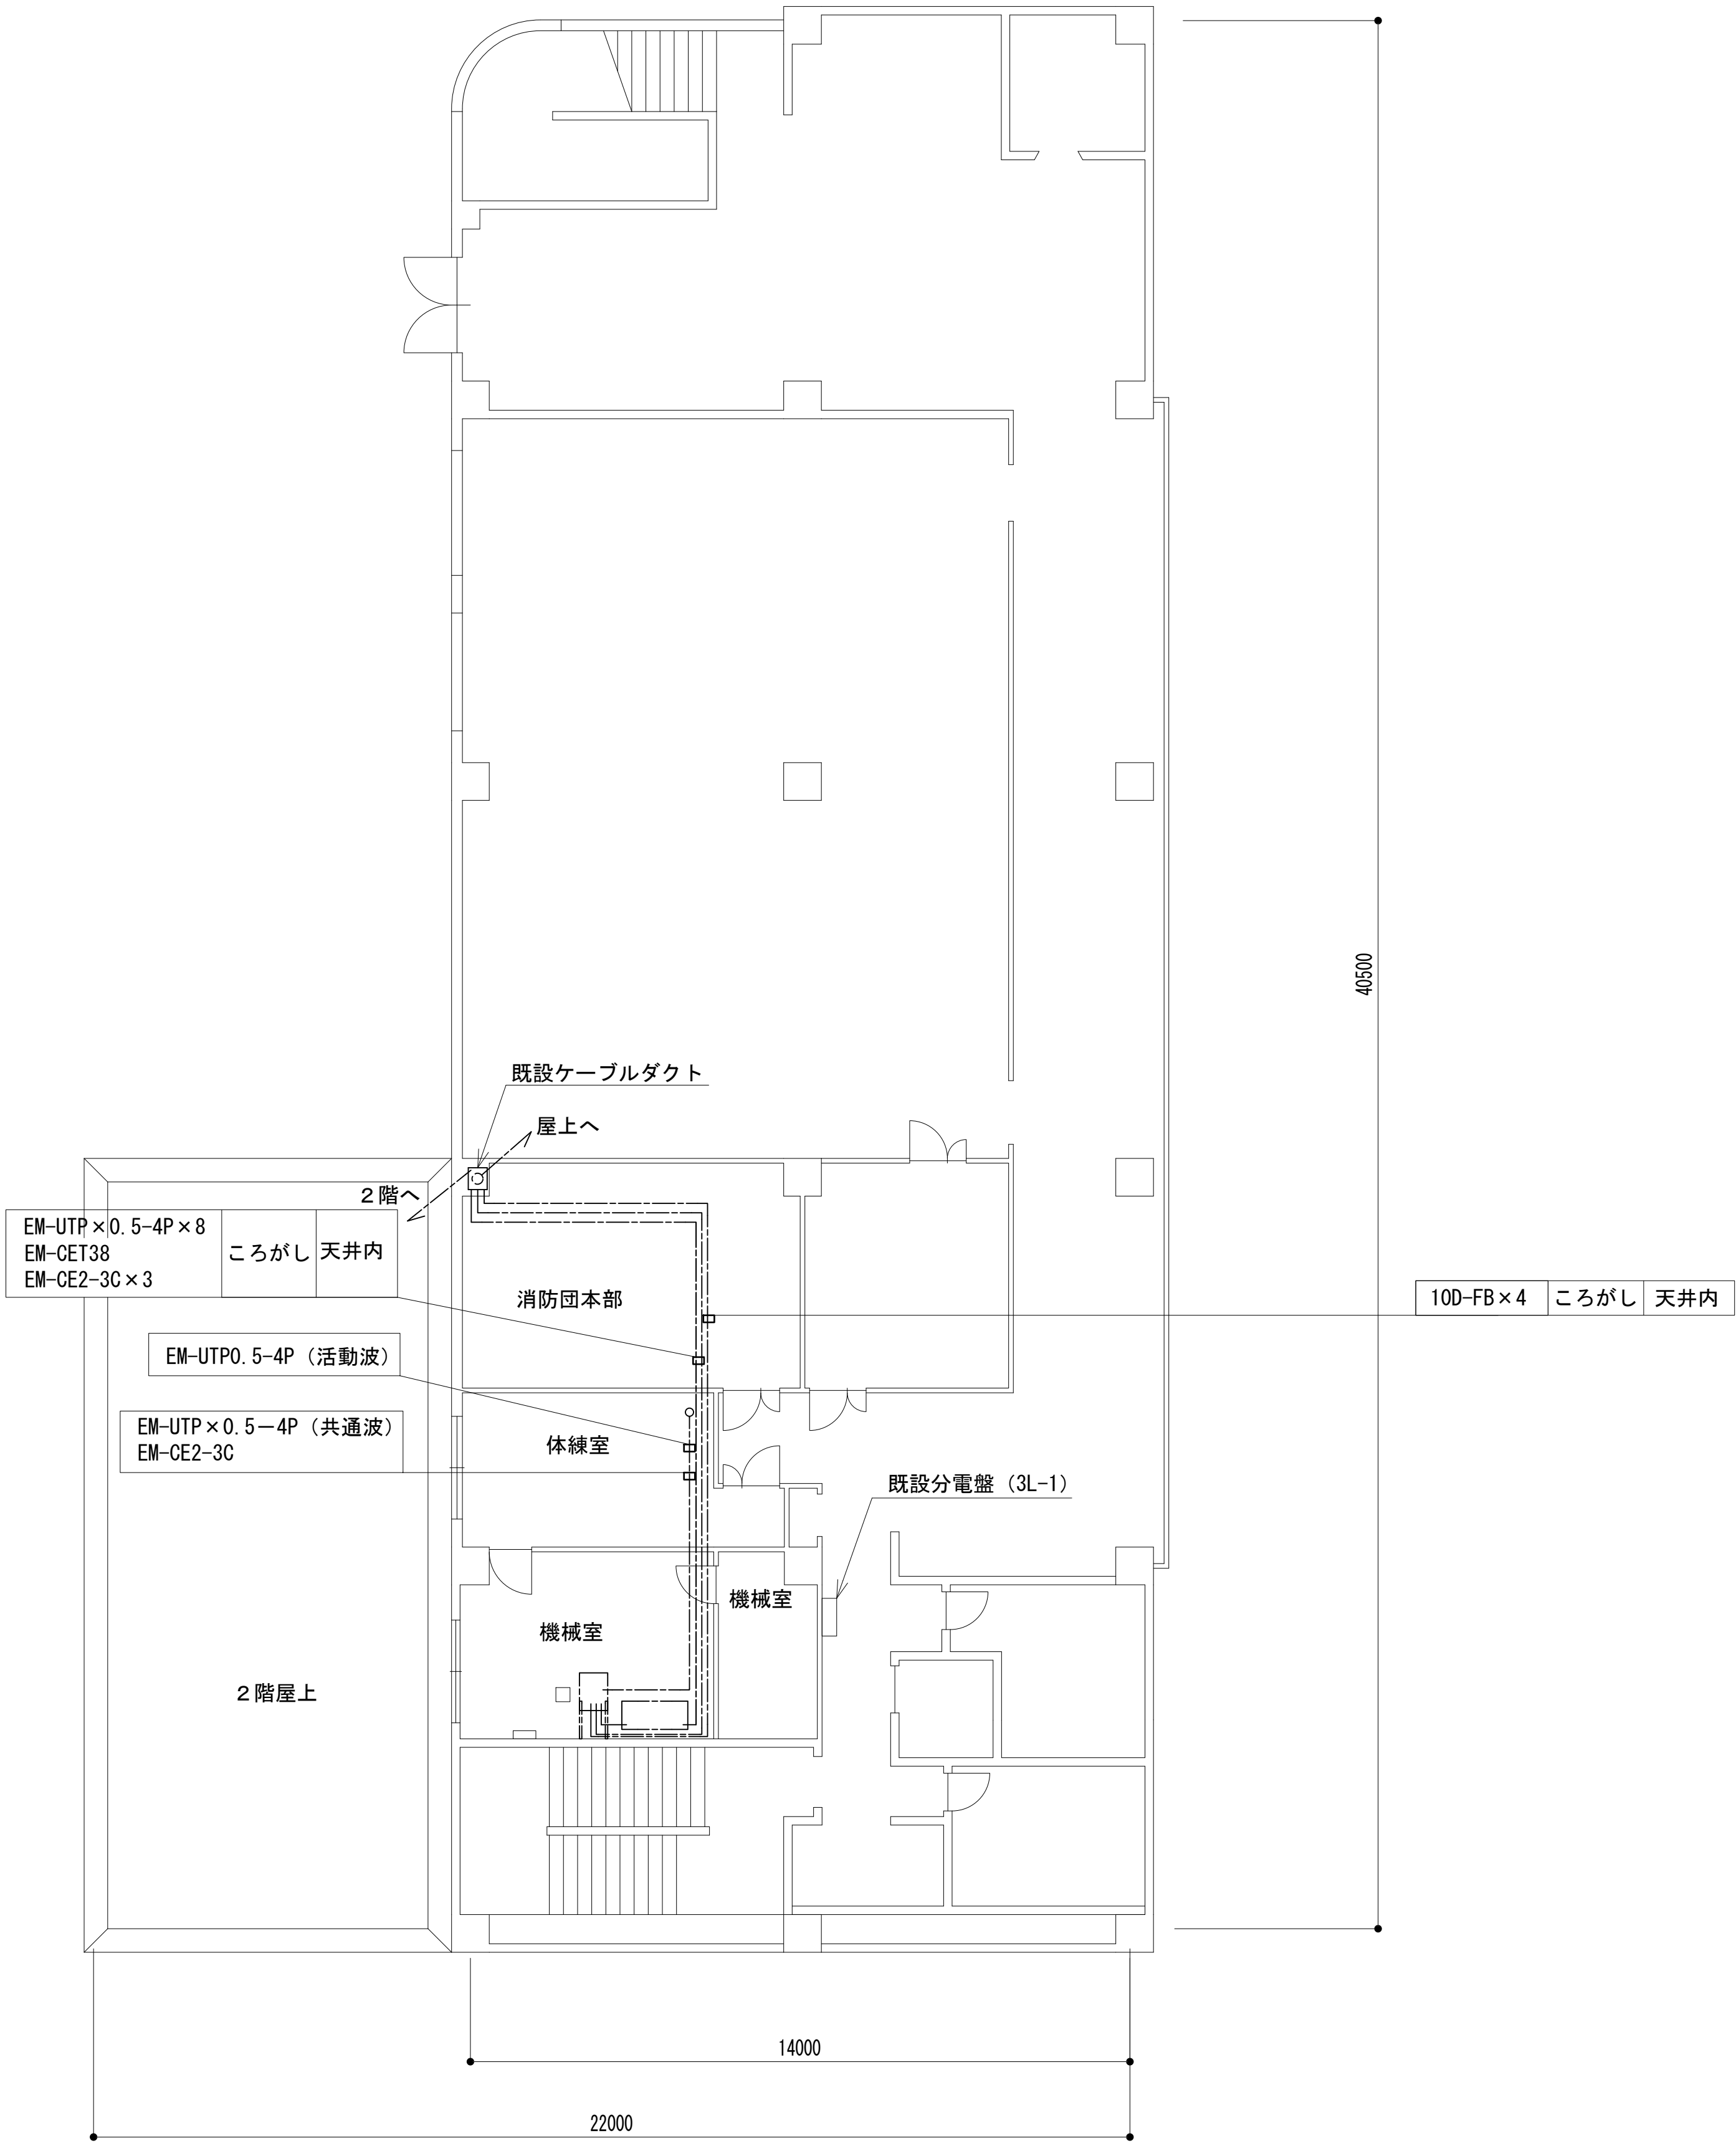 40500
既設ケーブルダクト
屋上へ
２階へ
EM-UTP×0.5-4P×8
EM-CET38
EM-CE2-3C×3
ころがし
天井内
消防団本部
10D-FB×4
ころがし
天井内
EM-UTP0.5-4P（活動波）
EM-UTP×0.5－4P（共通波）
EM-CE2-3C
体練室
既設分電盤（3L-1）
機械室
機械室
２階屋上
14000
22000